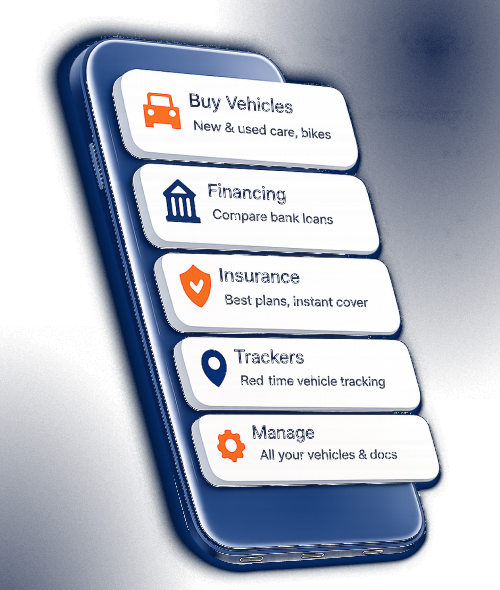 Buy Vehicles
New & used care, bikes
Financing
Compare bank loans
Insurance
Best plans, instant cover
Trackers
Red time vehicle tracking
Manage
All your vehicles & docs